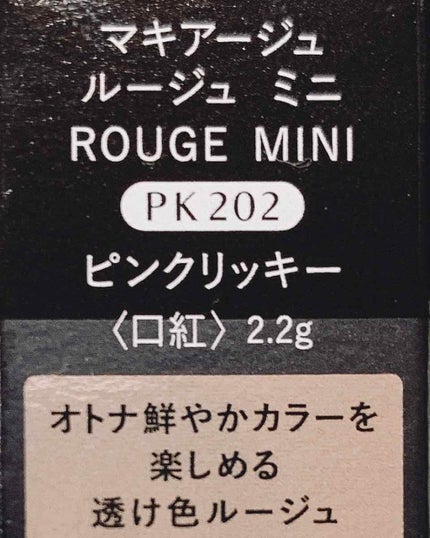 マキアージュ
ルージュ ミニ
ROUGE MINI
PK202
ピンクリッキー
〈口紅〉2.2g
オトナ鮮やかカラーを
楽しめる
透け色ルージュ